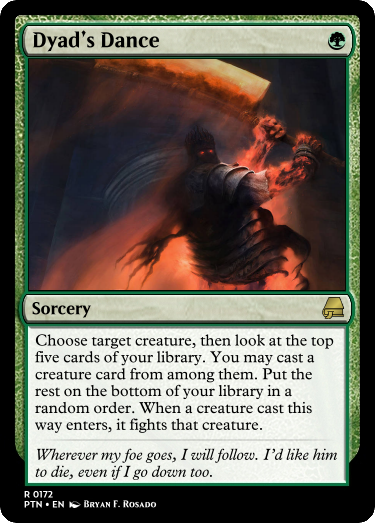 Dyad's Dance
Sorcery
Choose target creature, then look at the top
five cards of your library. You may cast a
creature card from among them. Put the
rest on the bottom of your library in a
random order. When a creature cast this
way enters, it fights that creature.
Wherever my foe goes, I will follow. I'd like him
to die, even if I go down too.
R 0172
PTN • EN Bryan F. Rosado